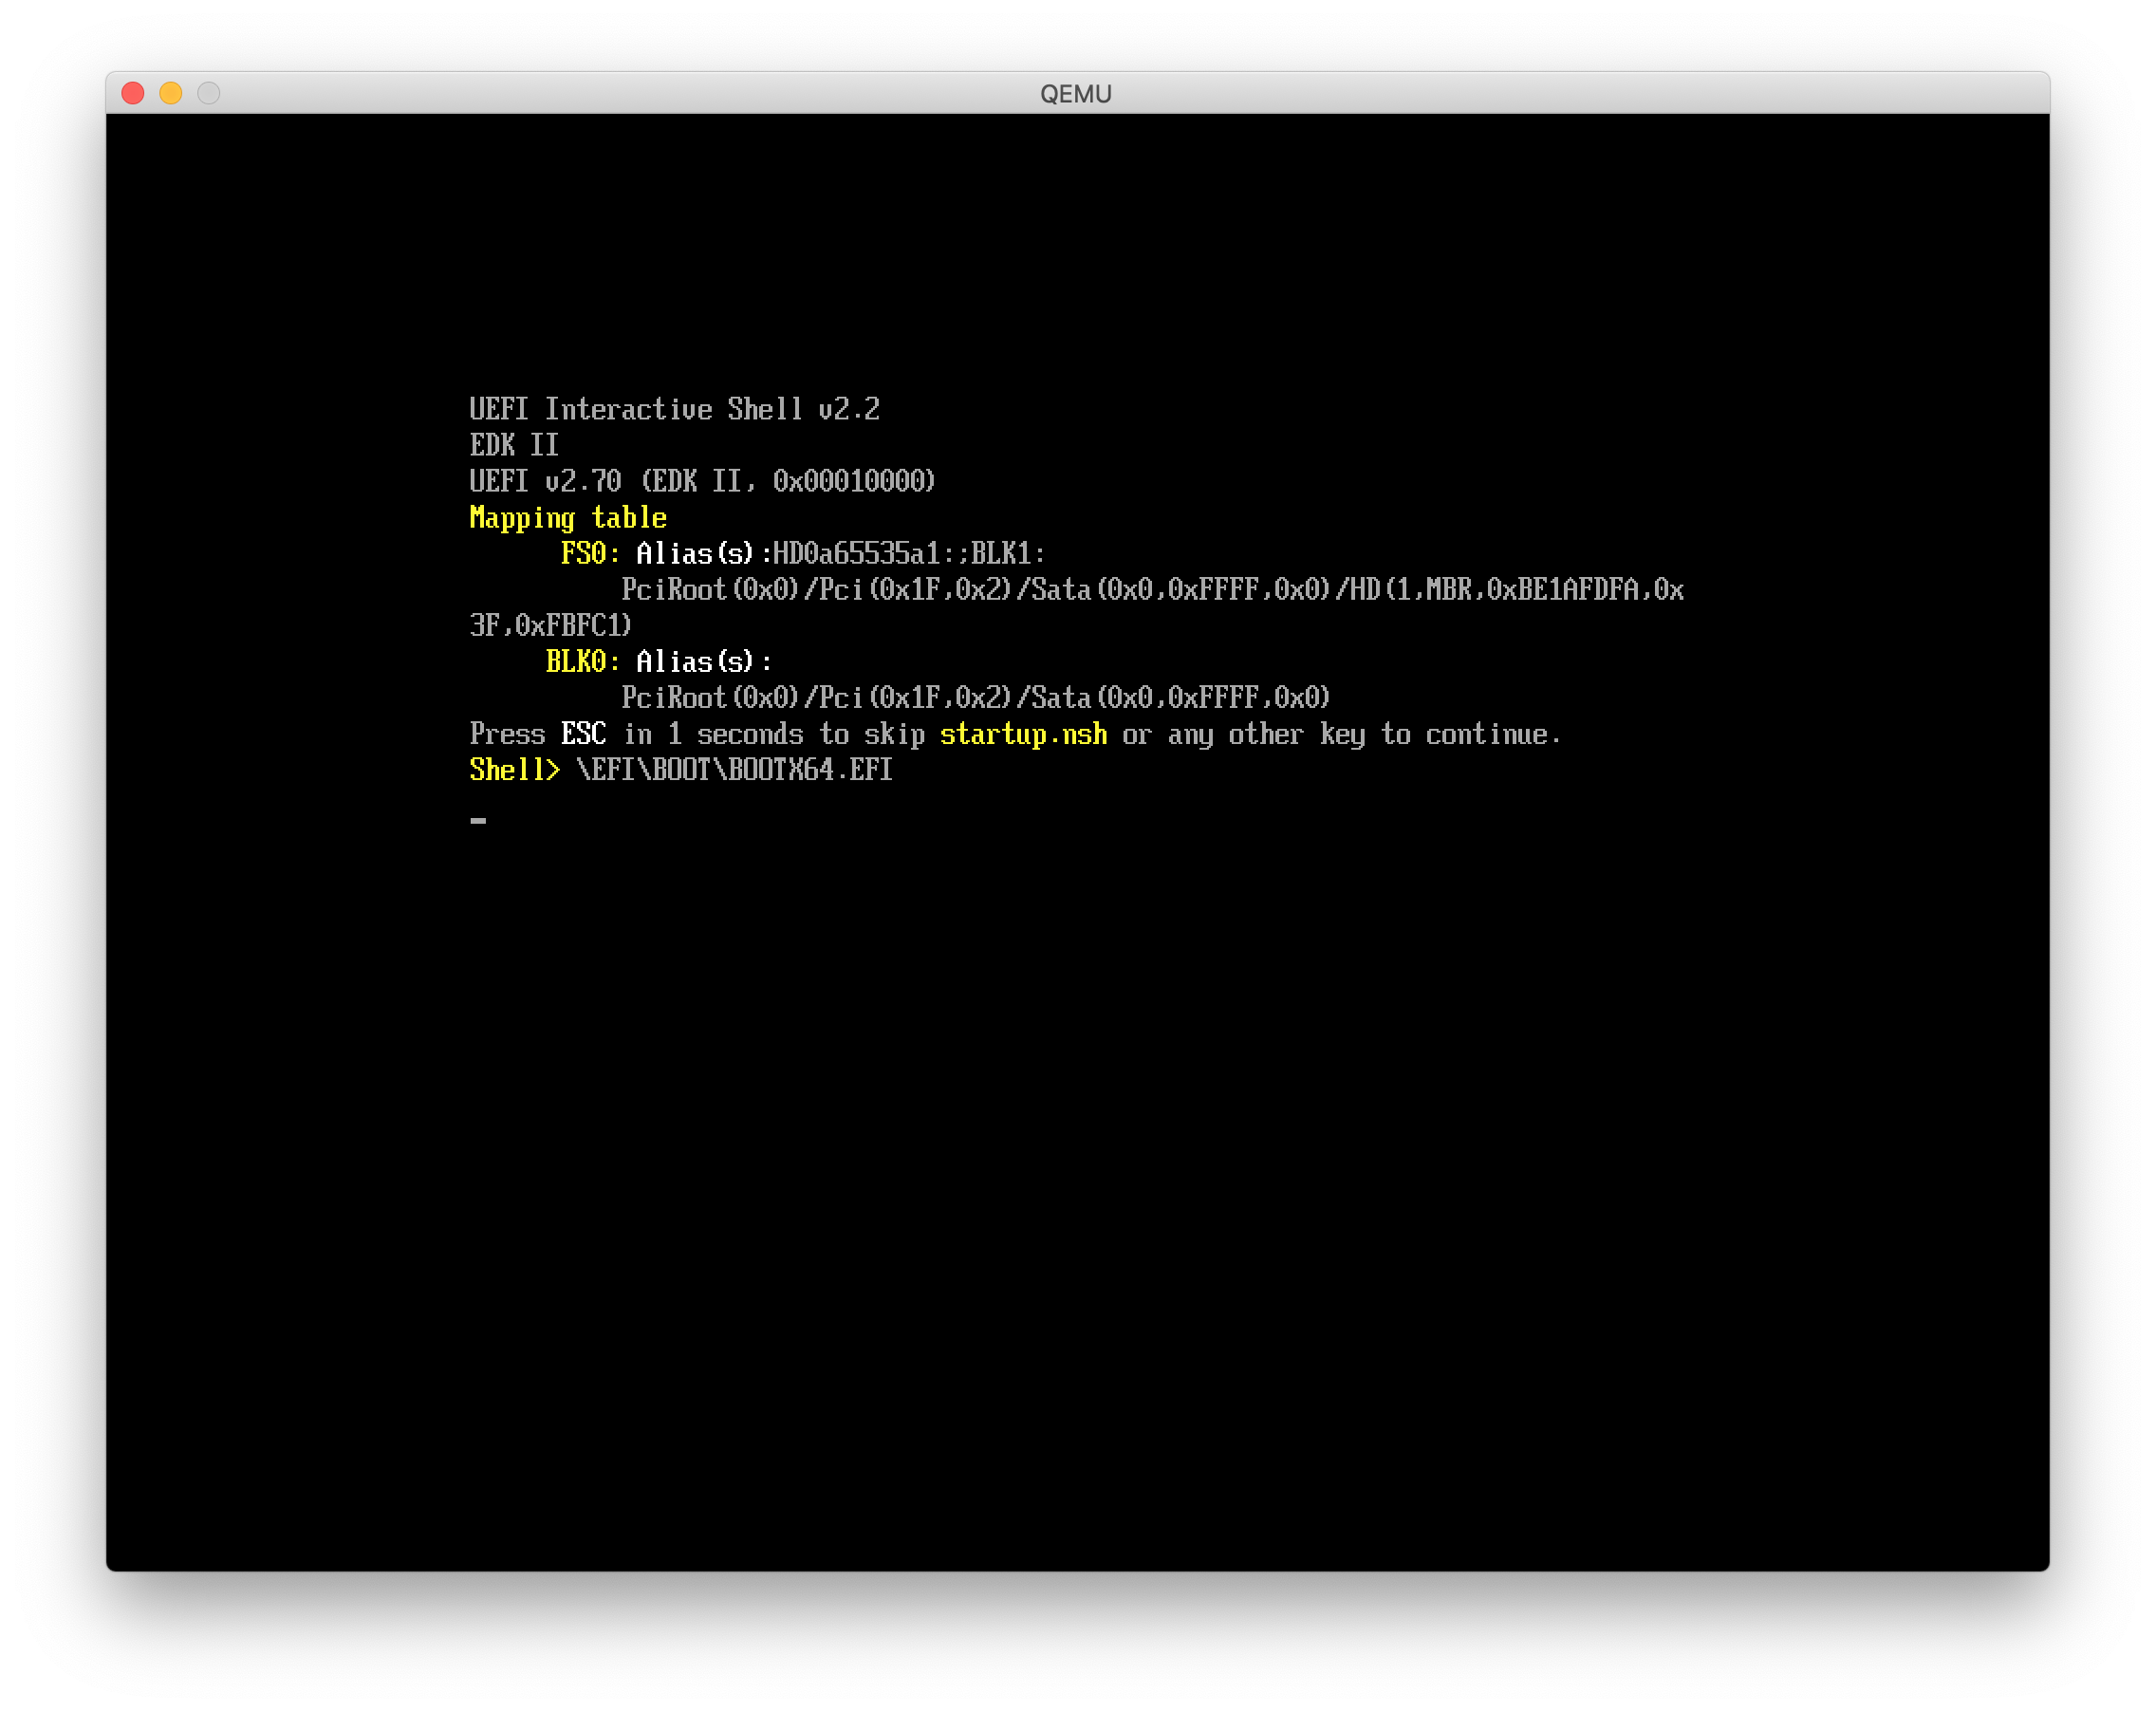 QEMU
UEFI Interactive Shell v2.2
EDK II
UEFI v2.70 (EDK II, 0x00010000)
Mapping table
FS0: Alias(s):HD0a65535a1:;BLK1:
PciRoot(0x0)/Pci(0x1F,0x2)/Sata(0x0,0xFFFF,0x0)/HD(1,MBR,0xBE1AFDFA,0x
3F,0xFBFC1)
BLK0: Alias(s):
PciRoot(0x0)/Pci(0x1F,0x2)/Sata(0x0,0xFFFF,0x0)
Press ESC in 1 seconds to skip startup.nsh or any other key to continue.
Shell> \EFI\BOOT\BOOTX64.EFI